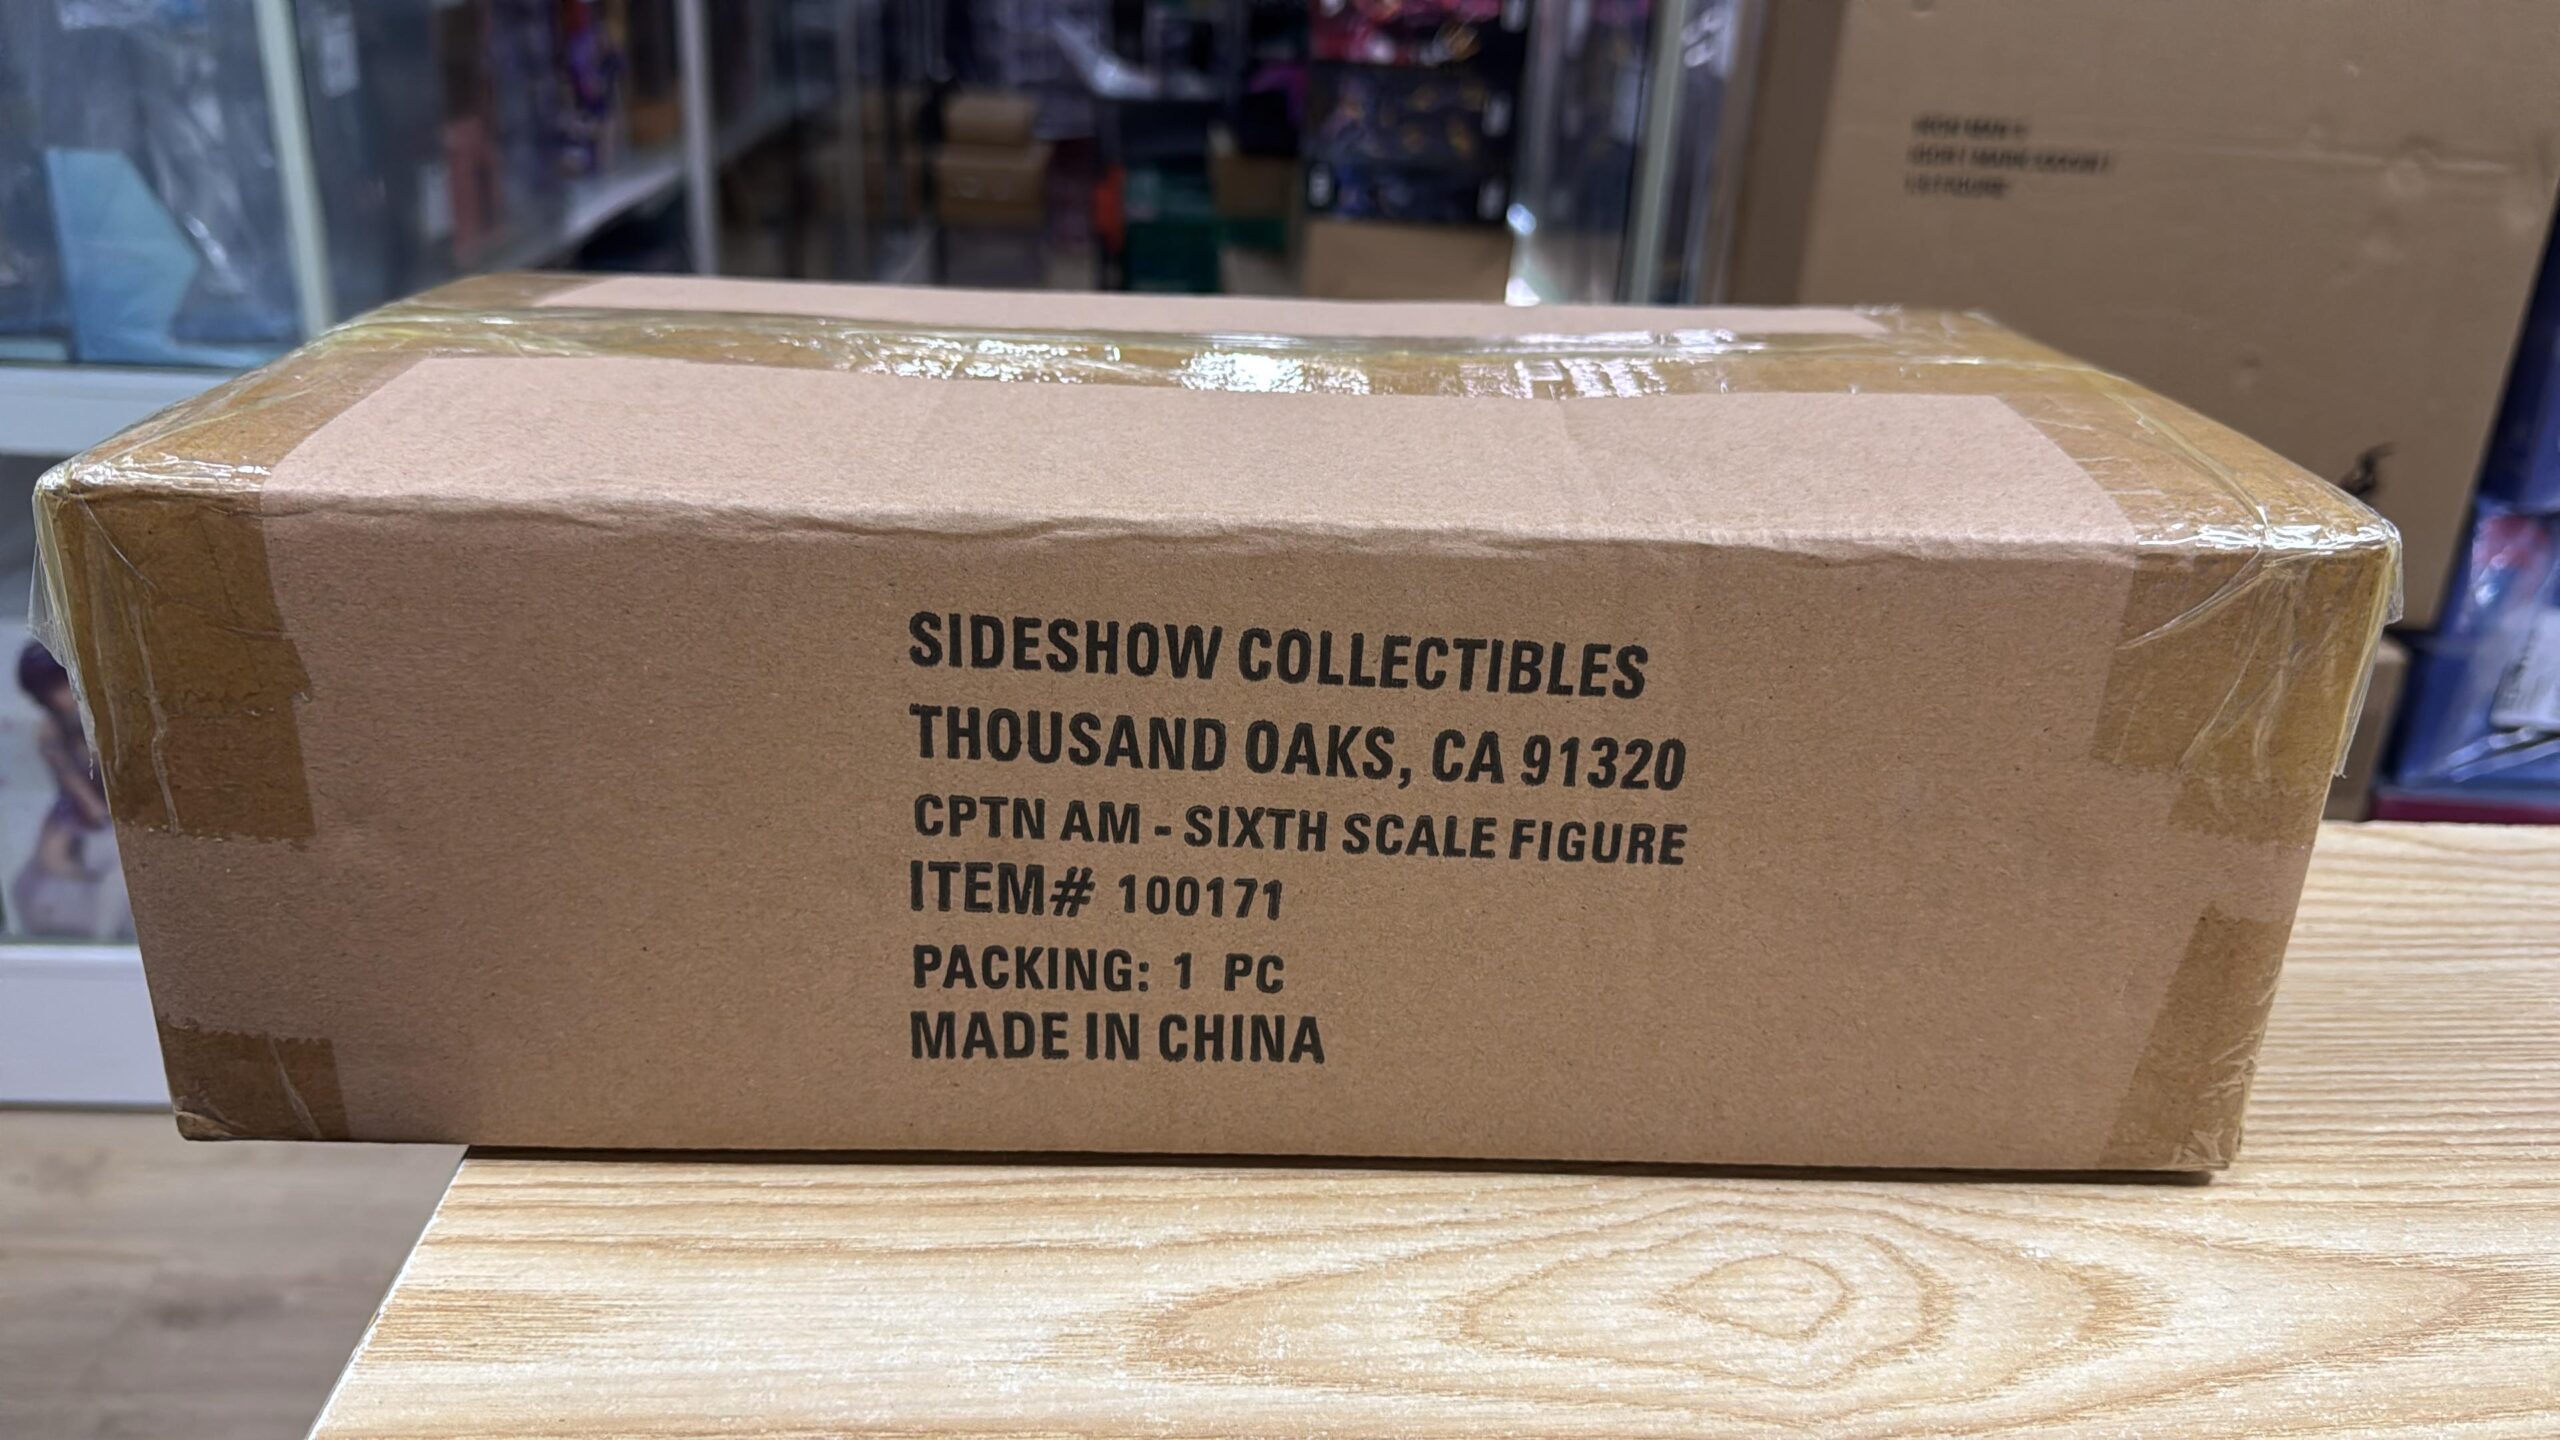 SIDESHOW COLLECTIBLES
THOUSAND OAKS, CA 91320
CPTN AM - SIXTH SCALE FIGURE
ITEM# 100171
PACKING: 1 PC
MADE IN CHINA